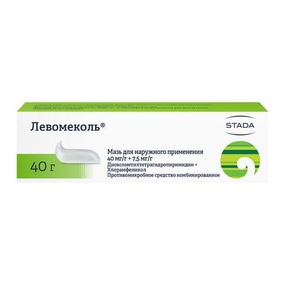 STADA
Левомеколь®
40 г
Мазь для наружного применения
40 мг/г + 7,5 мг/г
Диоксометилтетрагидропиримидин +
Хлорамфеникол
Противомикробное средство комбинированное